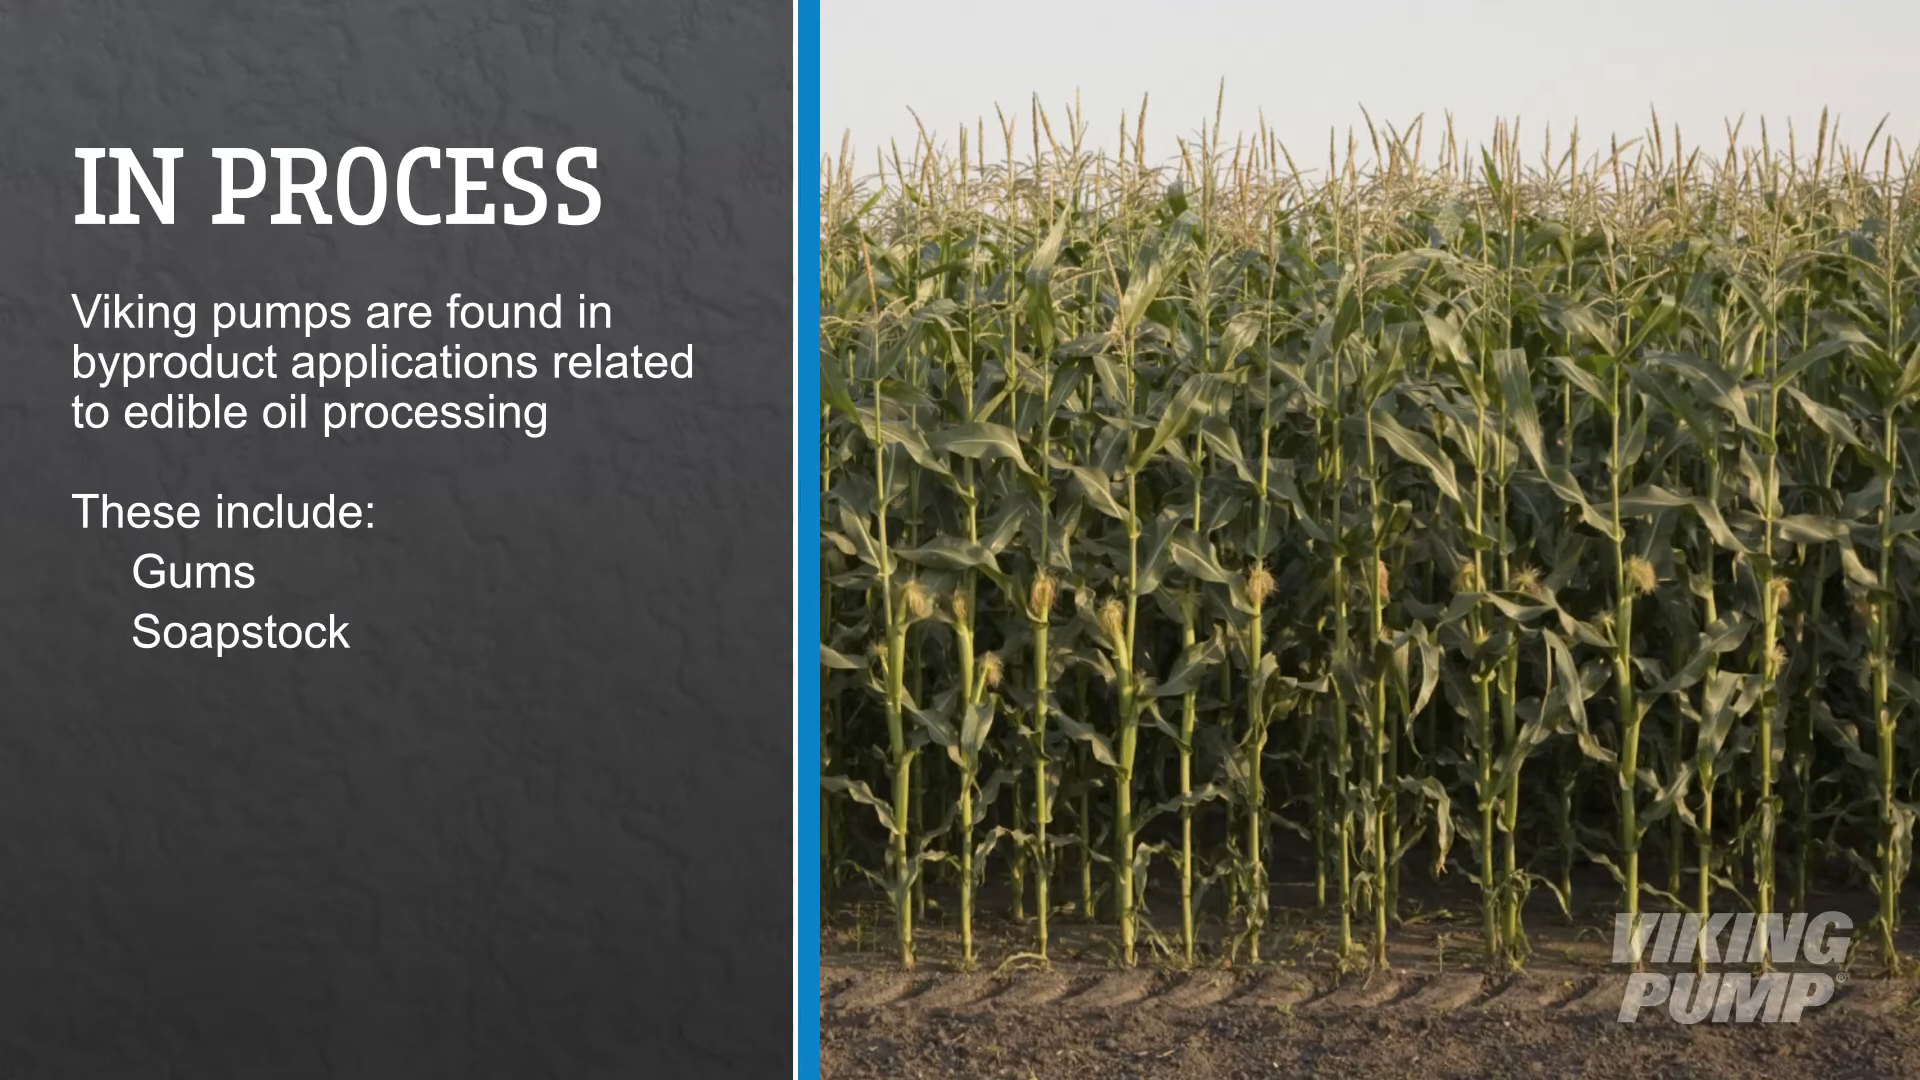 IN PROCESS
Viking pumps are found in
byproduct applications related
to edible oil processing
These include:
Gums
Soapstock
VIKING
PUMP®